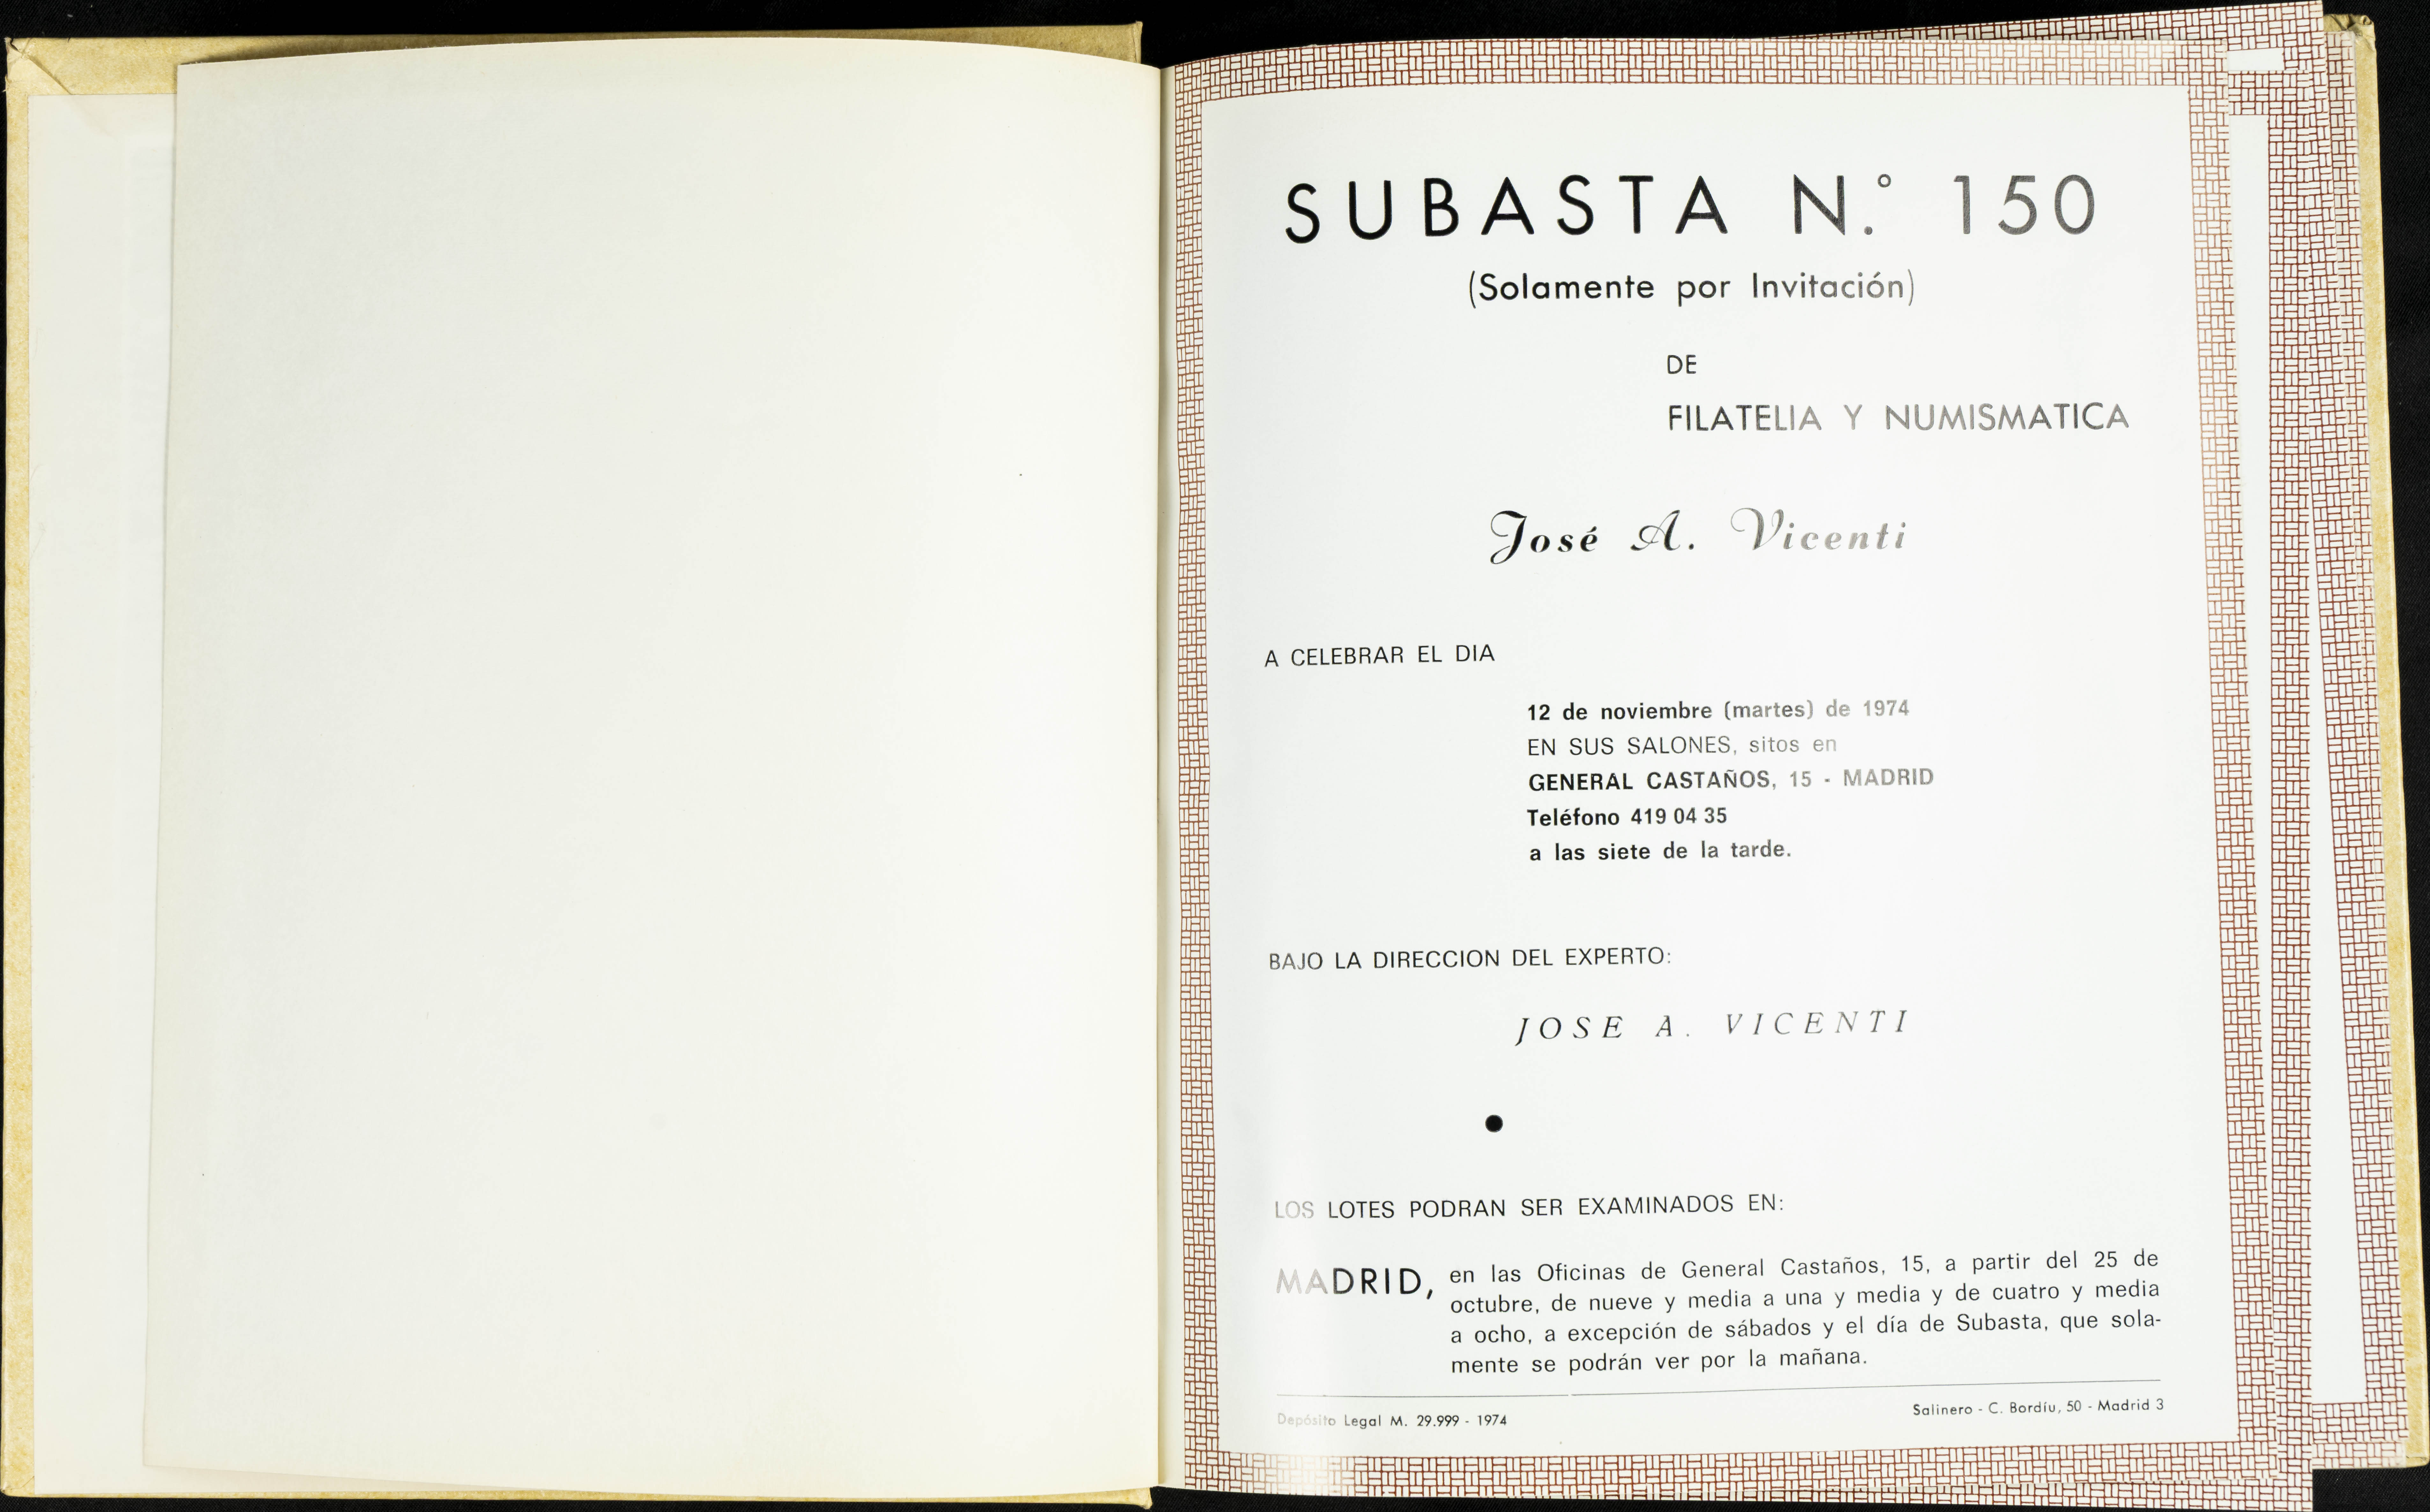 SUBASTA N.° 150
(Solamente por Invitación)
DE
FILATELIA Y NUMISMATICA
José A. Vicenti
A CELEBRAR EL DIA
12 de noviembre (martes) de 1974
EN SUS SALONES, sitos en
GENERAL CASTAÑOS, 15 - MADRID
Teléfono 419 04 35
a las siete de la tarde.
BAJO LA DIRECCION DEL EXPERTO:
JOSE A. VICENTI
LOS LOTES PODRAN SER EXAMINADOS EN:
MADRID, en las Oficinas de General Castaños, 15, a partir del 25 de
octubre, de nueve y media a una y media y de cuatro y media
a ocho, a excepción de sábados y el día de Subasta, que sola-
mente se podrán ver por la mañana.
Depósito Legal M. 29.999 - 1974
Salinero - C. Bordíu, 50 - Madrid 3